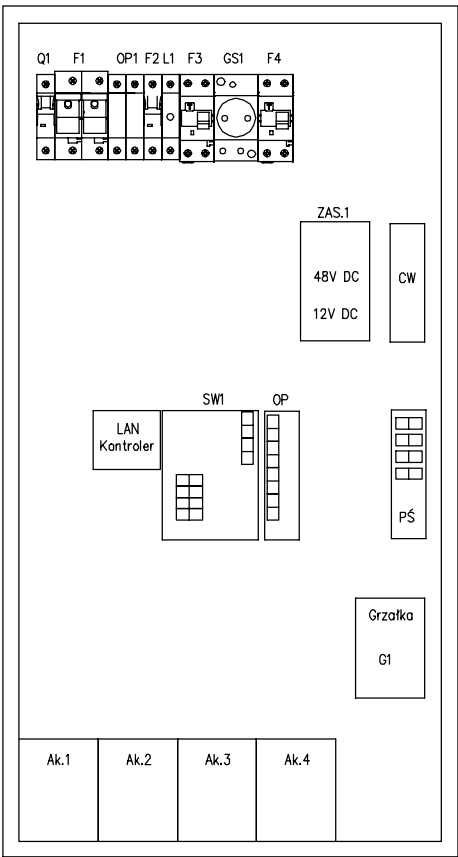 Q1 F1 OP1 F2 L1 F3 GS1 F4
T T
ZAS.1
48V DC
12V DC
CW
SW1 OP
LAN
Kontroler
PŚ
Grzałka
G1
Ak.1 Ak.2 Ak.3 Ak.4